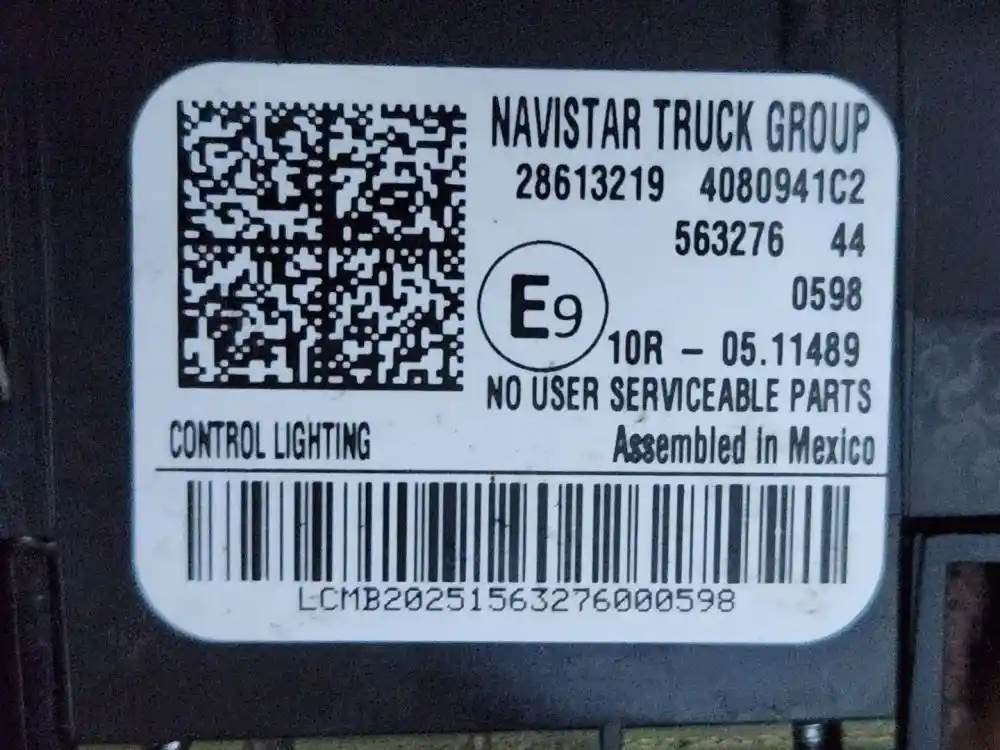 NAVISTAR TRUCK GROUP
28613219 4080941C2
563276 44
0598
E9
10R - 05.11489
NO USER SERVICEABLE PARTS
CONTROL LIGHTING
Assembled In Mexico
LCMB20251563276000598